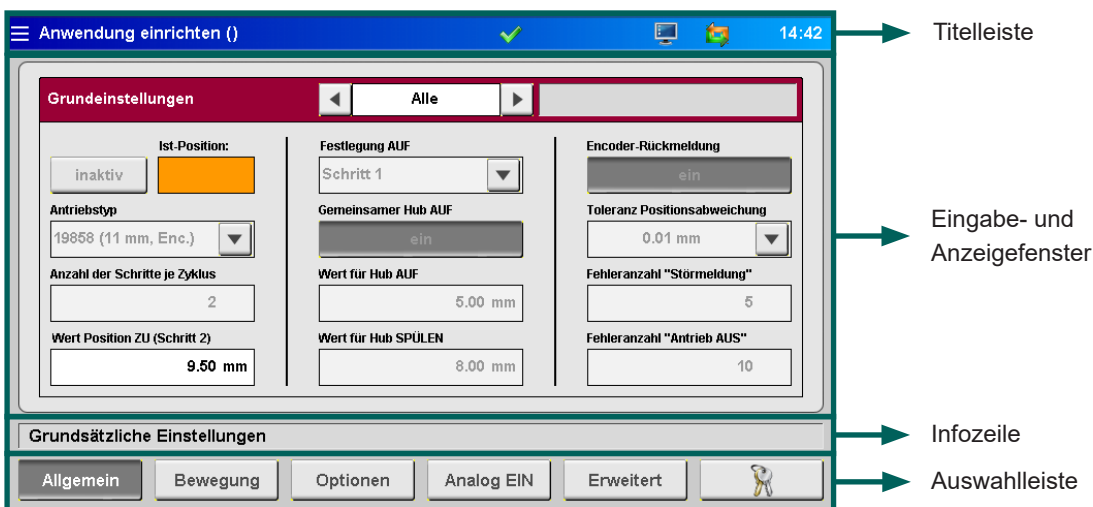 Anwendung einrichten ()
14:42
Titelleiste
Grundeinstellungen
Alle
Ist-Position:
inaktiv
Antriebstyp
19858 (11 mm, Enc.)
Anzahl der Schritte je Zyklus
2
Wert Position ZU (Schritt 2)
9.50 mm
Festlegung AUF
Schritt 1
Gemeinsamer Hub AUF
ein
Wert für Hub AUF
5.00 mm
Wert für Hub SPÜLEN
8.00 mm
Encoder-Rückmeldung
ein
Toleranz Positionsabweichung
0.01 mm
Fehleranzahl "Störmeldung"
5
Fehleranzahl "Antrieb AUS"
10
Eingabe- und
Anzeigefenster
Grundsätzliche Einstellungen
Infozeile
Allgemein
Bewegung
Optionen
Analog EIN
Erweitert
Auswahlleiste